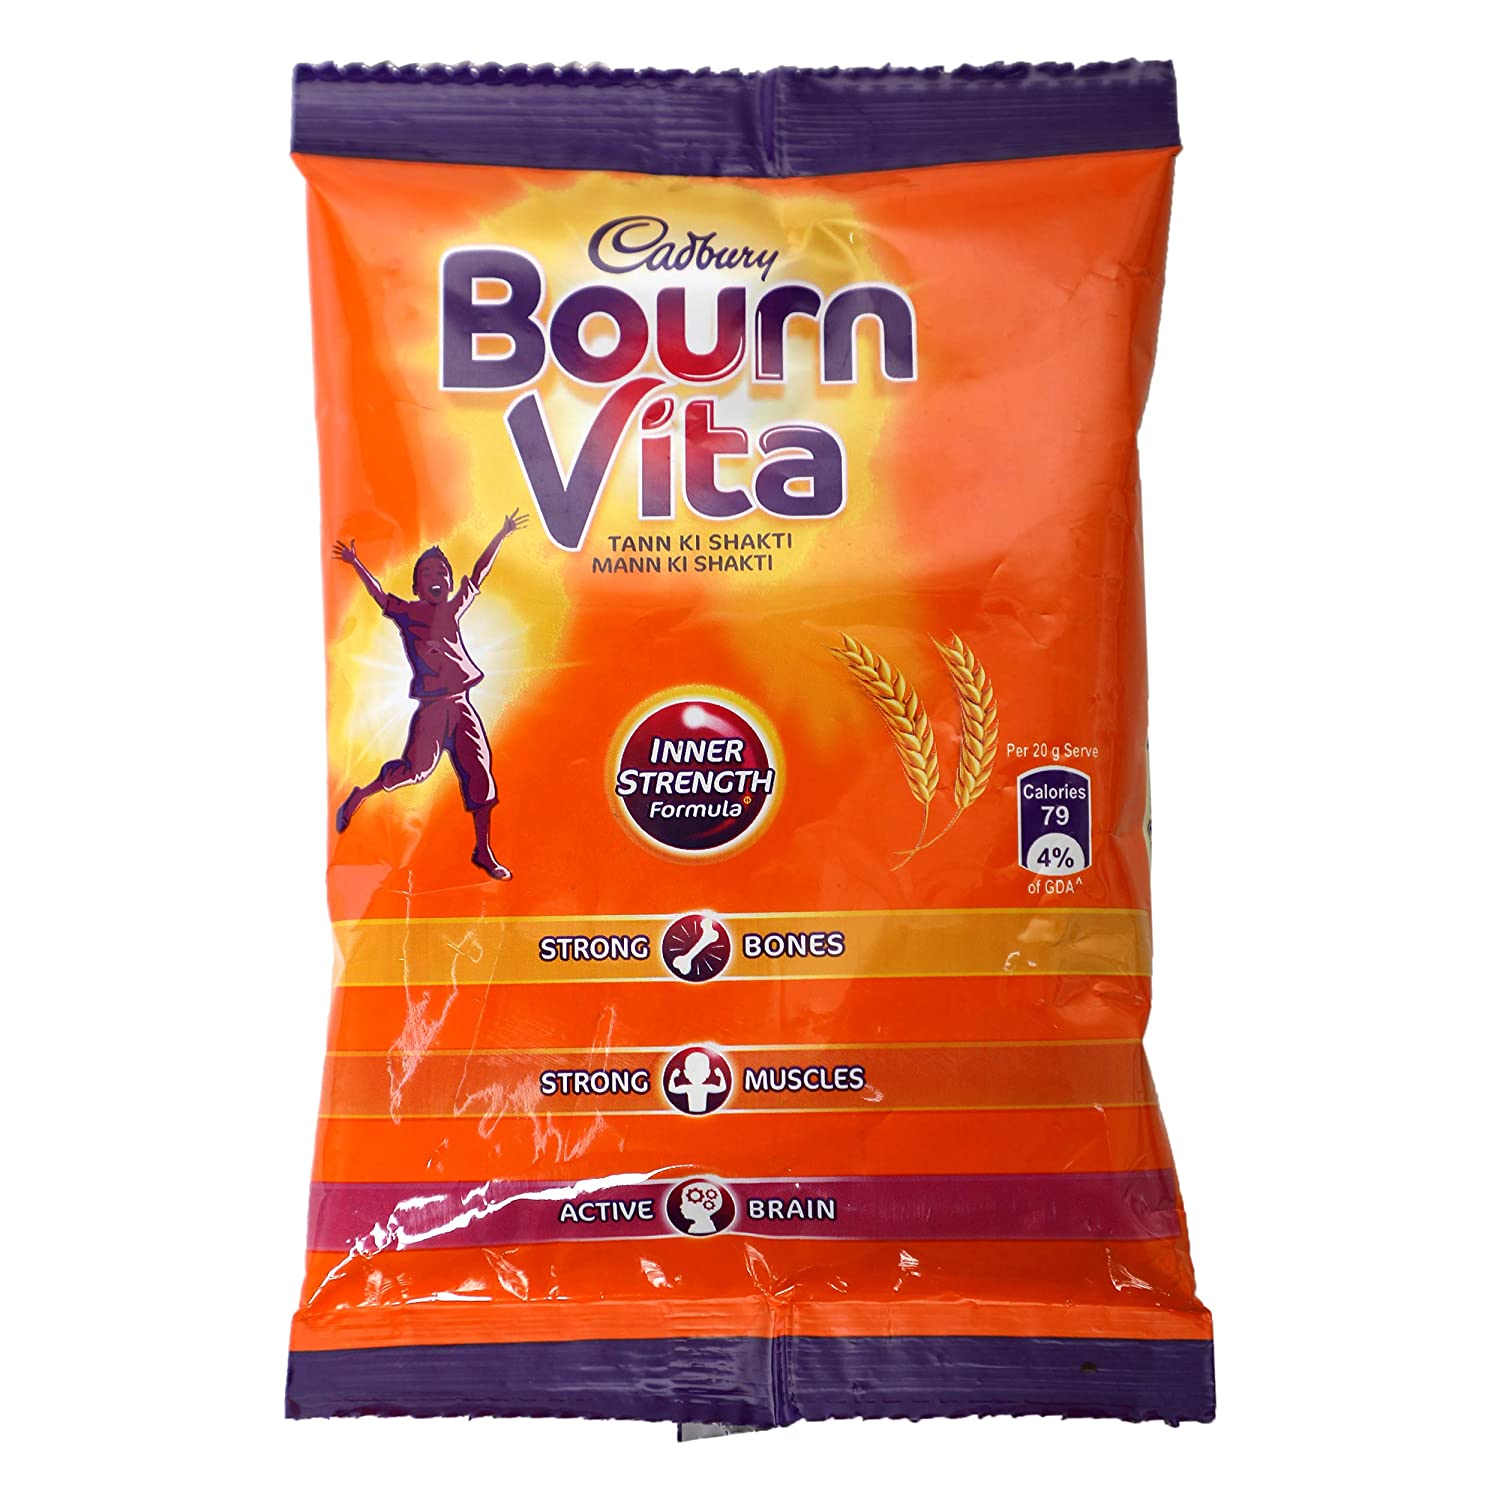 Cadbury
Bourn
Vita
TANN KI SHAKTI
MANN KI SHAKTI
INNER
STRENGTH
Formula Φ
Per 20 g Serve
Calories
79
4%
of GDA^
STRONG BONES
STRONG MUSCLES
ACTIVE BRAIN